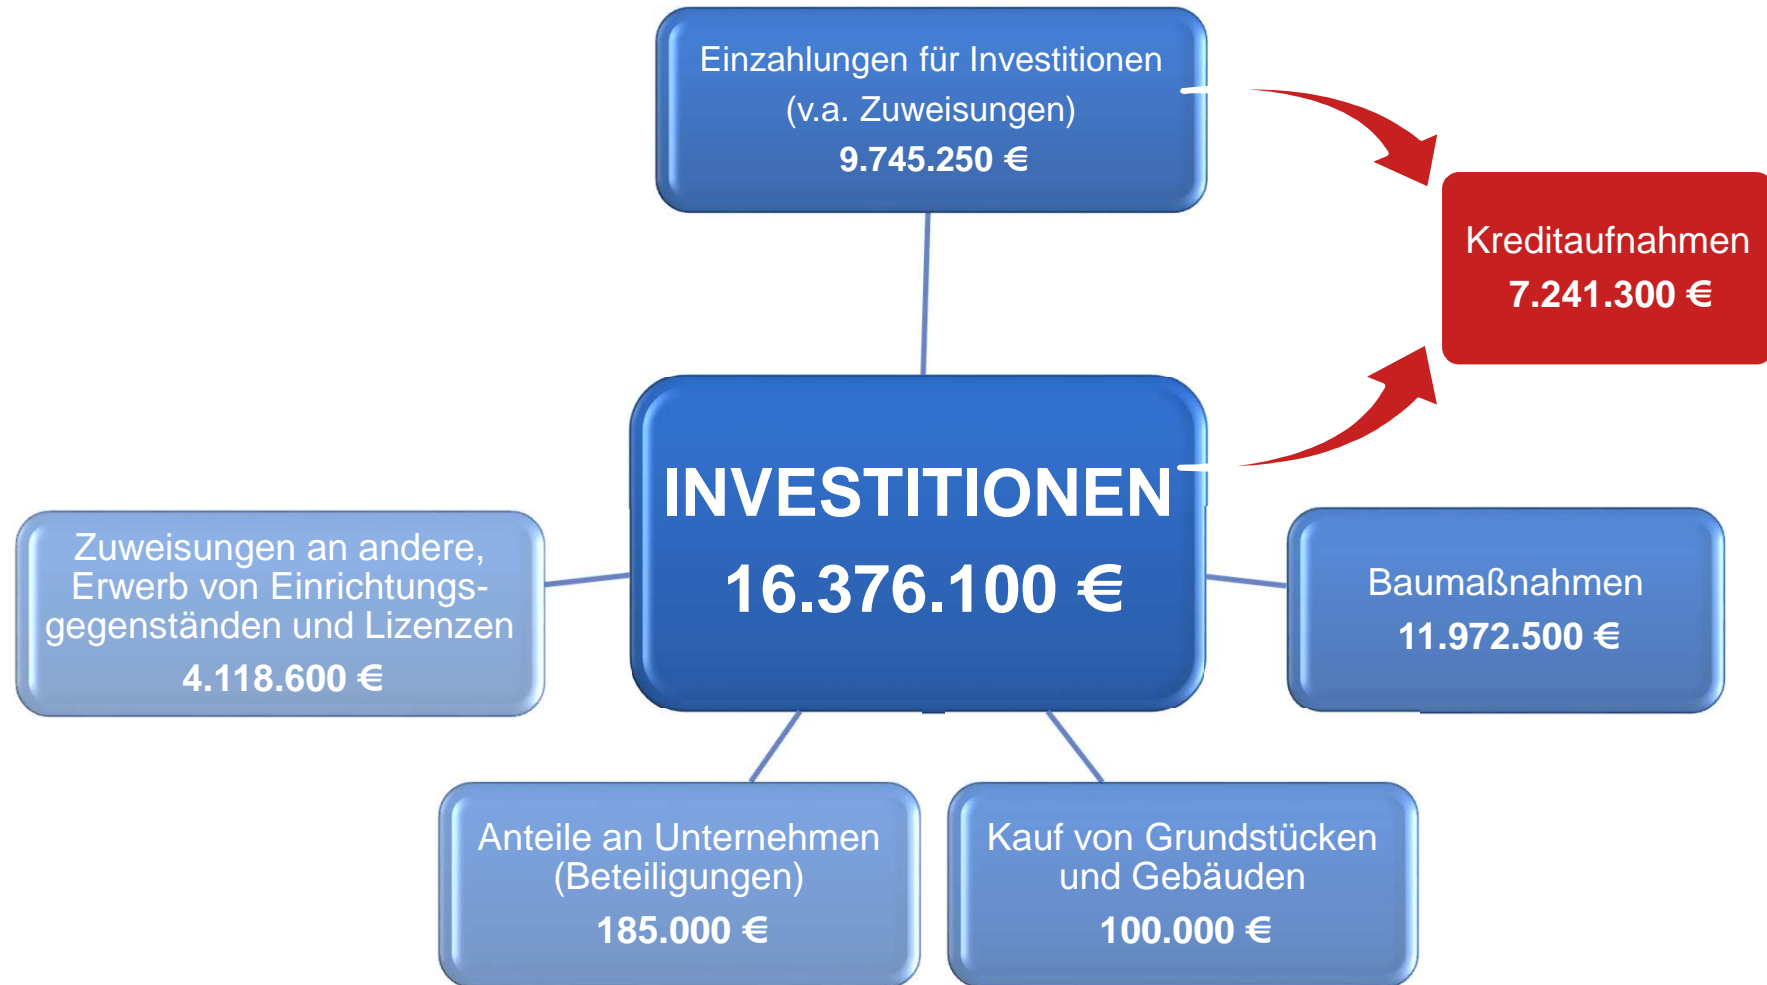 Einzahlungen für Investitionen
(v.a. Zuweisungen)
9.745.250 €
Kreditaufnahmen
7.241.300 €
INVESTITIONEN
16.376.100 €
Zuweisungen an andere,
Erwerb von Einrichtungs-
gegenständen und Lizenzen
4.118.600 €
Baumaßnahmen
11.972.500 €
Anteile an Unternehmen
(Beteiligungen)
185.000 €
Kauf von Grundstücken
und Gebäuden
100.000 €